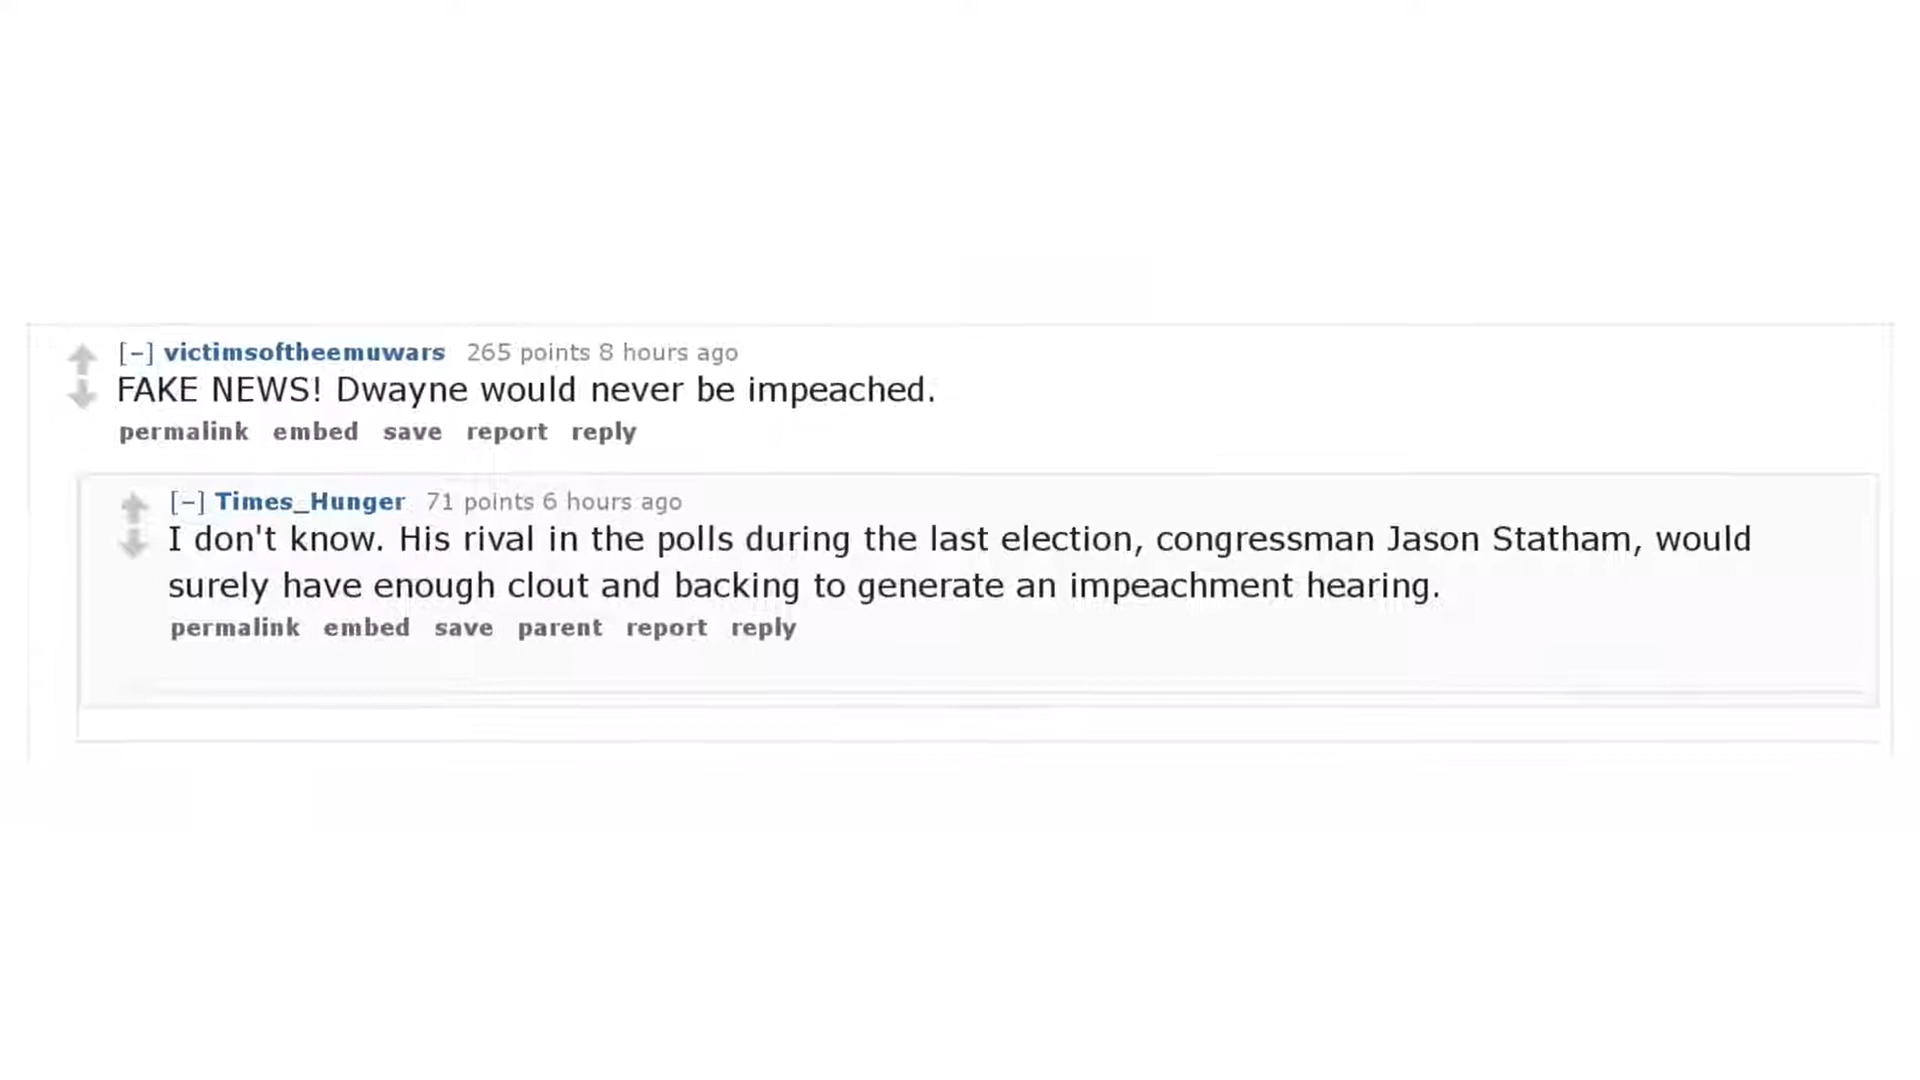 [–] victimsoftheemuwars 265 points 8 hours ago
FAKE NEWS! Dwayne would never be impeached.
permalink embed save report reply
[–] Times_Hunger 71 points 6 hours ago
I don't know. His rival in the polls during the last election, congressman Jason Statham, would
surely have enough clout and backing to generate an impeachment hearing.
permalink embed save parent report reply